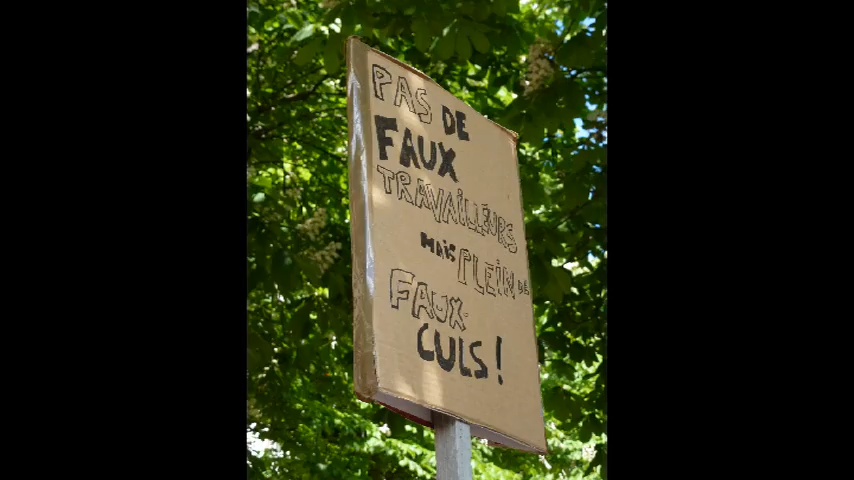 PAS DE
FAUX
TRAVAILLEURS
MAIS PLEIN DE
FAUX-
CULS !